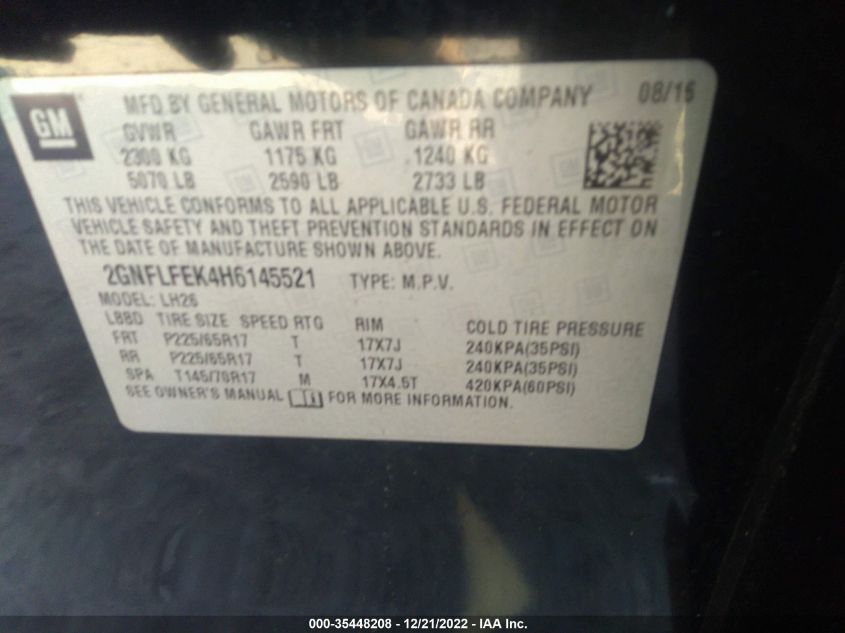 GM
MFD BY GENERAL MOTORS OF CANADA COMPANY 08/16
GVWR GAWR FRT GAWR RR
2300 KG 1175 KG 1240 KG
5070 LB 2590 LB 2733 LB
THIS VEHICLE CONFORMS TO ALL APPLICABLE U.S. FEDERAL MOTOR
VEHICLE SAFETY AND THEFT PREVENTION STANDARDS IN EFFECT ON
THE DATE OF MANUFACTURE SHOWN ABOVE.
2GNFLFEK4H6145521 TYPE: M.P.V.
MODEL: LH26
LBBD TIRE SIZE SPEED RTG RIM COLD TIRE PRESSURE
FRT P225/65R17 T 17X7J 240KPA(35PSI)
RR P225/65R17 T 17X7J 240KPA(35PSI)
SPA T145/70R17 M 17X4.5T 420KPA(60PSI)
SEE OWNER'S MANUAL FOR MORE INFORMATION.
000-35448208 - 12/21/2022 - IAA Inc.